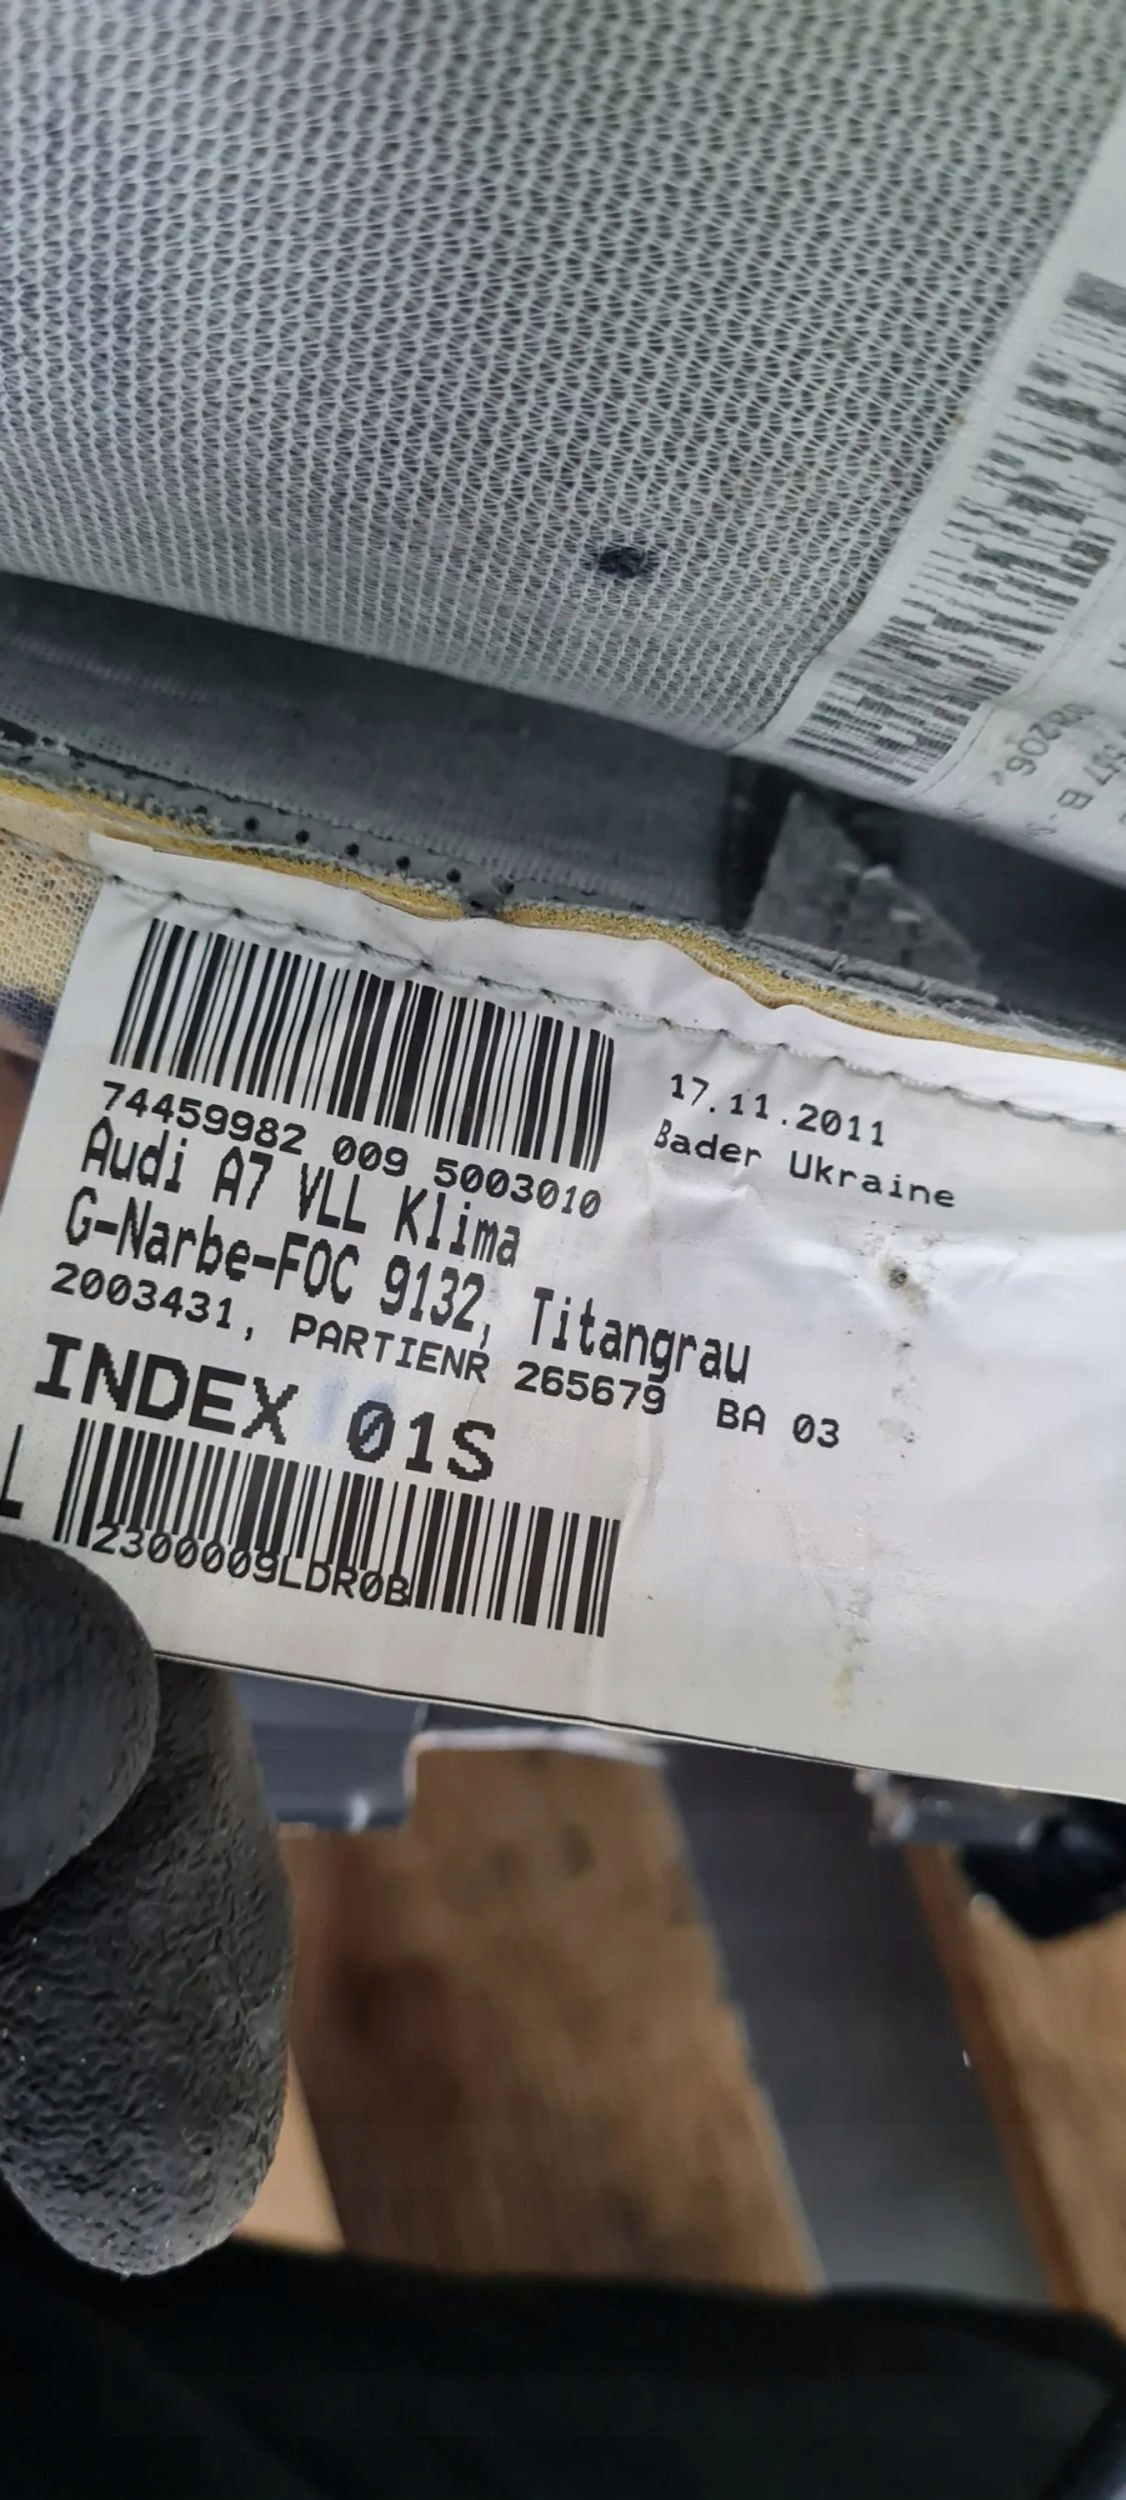 74459982 009 5003010
Audi A7 VLL Klima
G-Narbe-FOC 9132, Titangrau
2003431, PARTIENR 265679 BA 03
INDEX 01S
L
2300009LDR0B
17.11.2011
Bader Ukraine